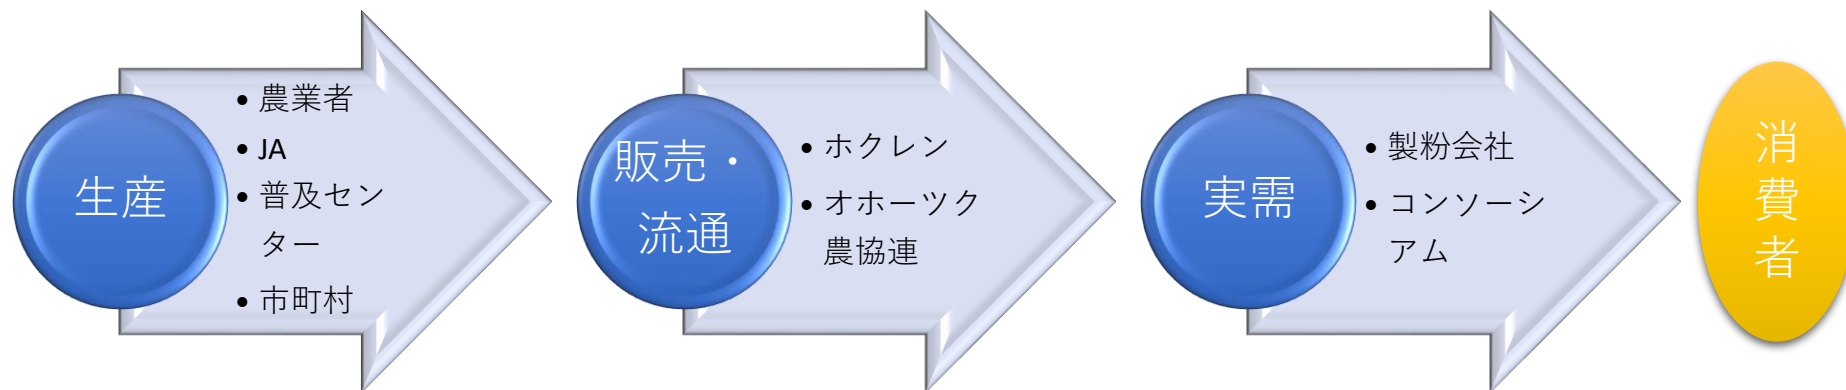 生産
• 農業者
• JA
• 普及セン
ター
• 市町村
販売・
流通
• ホクレン
• オホーツク
農協連
実需
• 製粉会社
• コンソーシ
アム
消
費
者